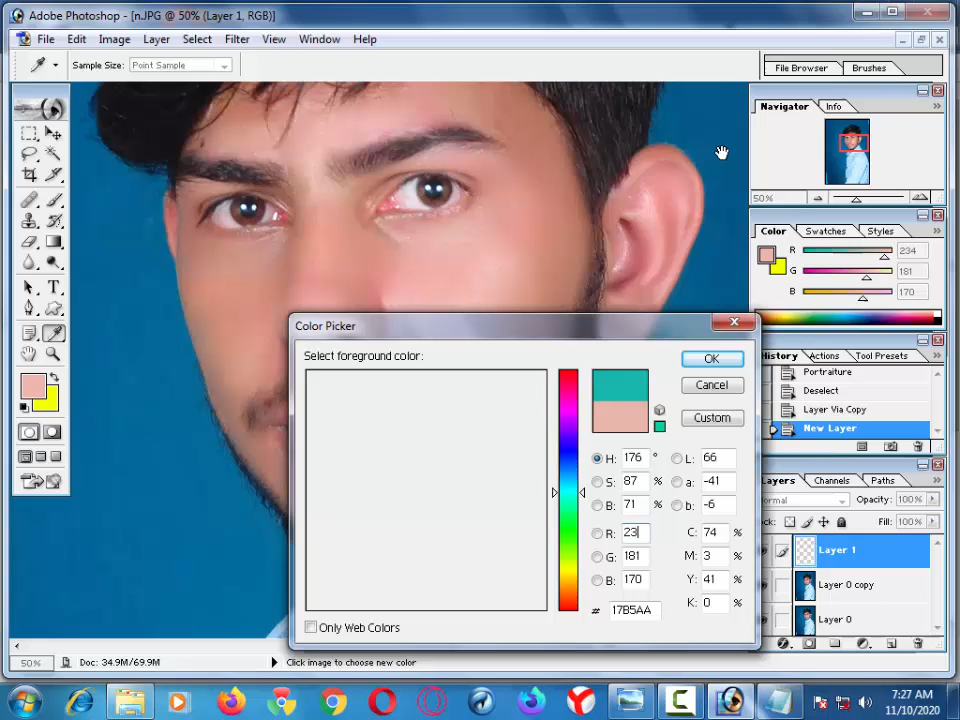 Adobe Photoshop - [n.JPG @ 50% (Layer 1, RGB)]
File Edit Image Layer Select Filter View Window Help
Sample Size: Point Sample
File Browser Brushes
Navigator Info
50%
Color Swatches Styles
R 234
G 181
B 170
History Actions Tool Presets
Portraiture
Deselect
Layer Via Copy
New Layer
Layers Channels Paths
Normal Opacity: 100%
Lock: Fill: 100%
Layer 1
Layer 0 copy
Layer 0
Color Picker
Select foreground color:
OK
Cancel
Custom
H: 176 ° L: 66
S: 87 % a: -41
B: 71 % b: -6
R: 23 C: 74 %
G: 181 M: 3 %
B: 170 Y: 41 %
# 17B5AA K: 0 %
Only Web Colors
50% Doc: 34.9M/69.9M Click image to choose new color
7:27 AM
11/10/2020